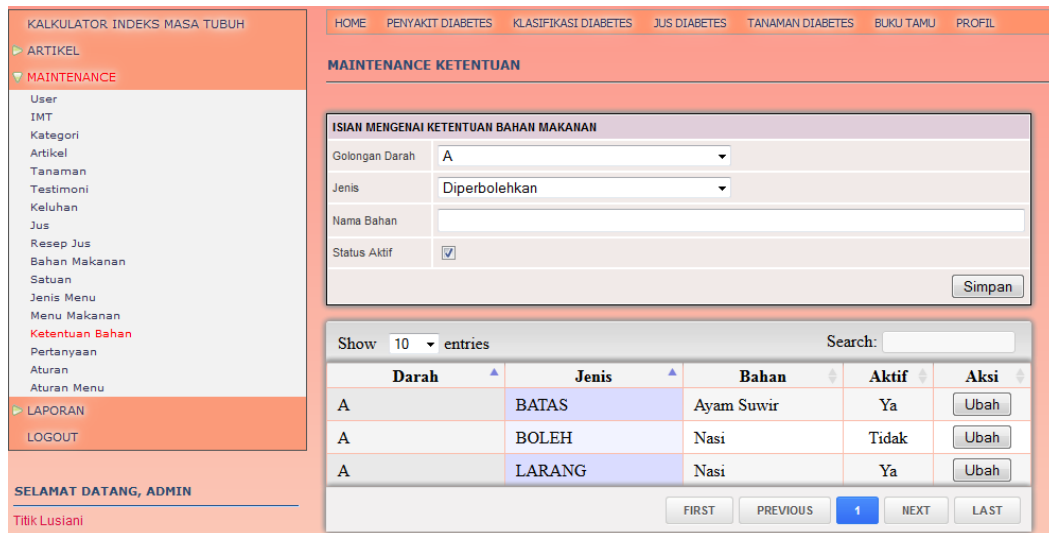 KALKULATOR INDEKS MASA TUBUH
ARTIKEL
MAINTENANCE
User
IMT
Kategori
Artikel
Tanaman
Testimoni
Keluhan
Jus
Resep Jus
Bahan Makanan
Satuan
Jenis Menu
Menu Makanan
Ketentuan Bahan
Pertanyaan
Aturan
Aturan Menu
LAPORAN
LOGOUT
SELAMAT DATANG, ADMIN
Titik Lusiani
HOME PENYAKIT DIABETES KLASIFIKASI DIABETES JUS DIABETES TANAMAN DIABETES BUKU TAMU PROFIL
MAINTENANCE KETENTUAN
ISIAN MENGENAI KETENTUAN BAHAN MAKANAN
Golongan Darah A
Jenis Diperbolehkan
Nama Bahan
Status Aktif
Simpan
Show 10 entries Search:
Darah Jenis Bahan Aktif Aksi
A BATAS Ayam Suwir Ya Ubah
A BOLEH Nasi Tidak Ubah
A LARANG Nasi Ya Ubah
FIRST PREVIOUS 1 NEXT LAST